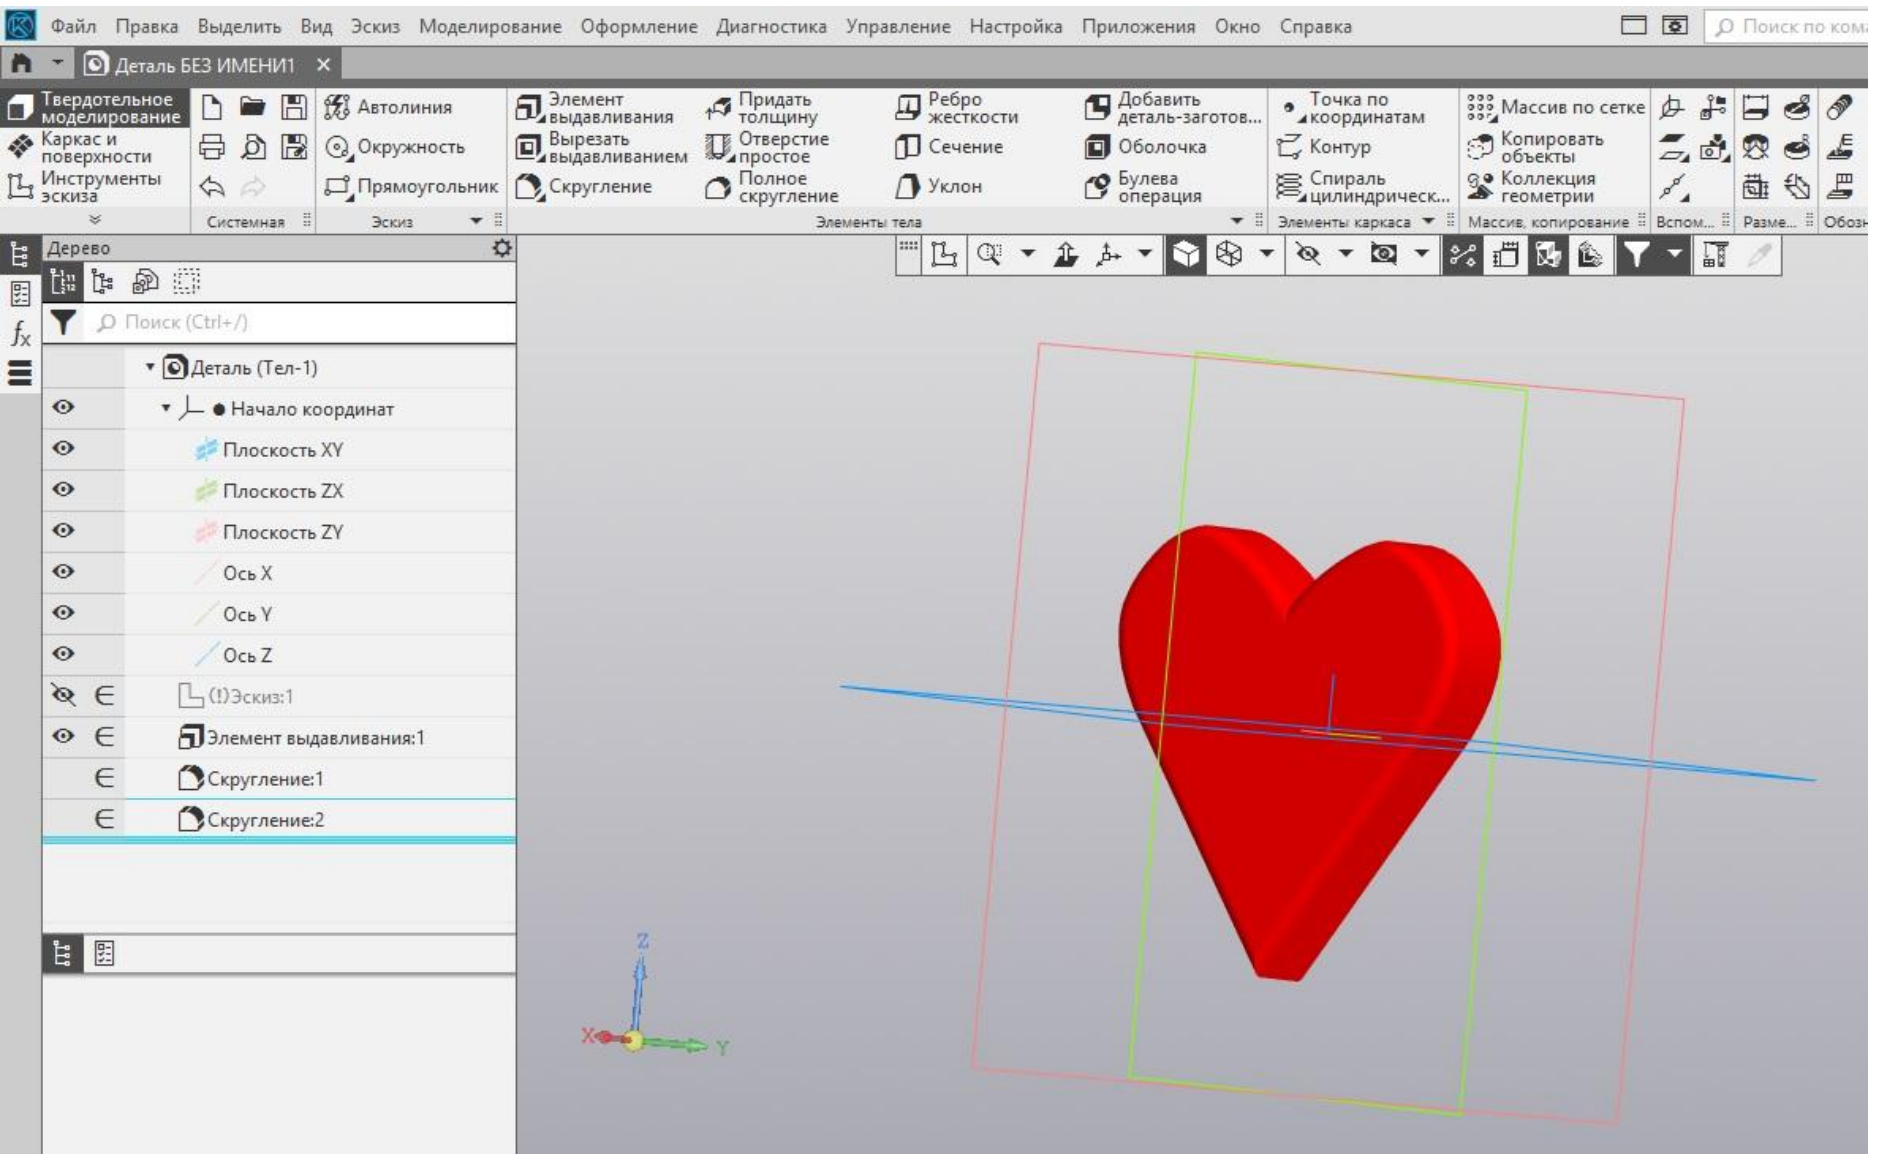 Файл Правка Выделить Вид Эскиз Моделирование Оформление Диагностика Управление Настройка Приложения Окно Справка Поиск по кома
Деталь БЕЗ ИМЕНИ1
Твердотельное
моделирование
Каркас и
поверхности
Инструменты
эскиза
Системная
Автолиния
Окружность
Прямоугольник
Эскиз
Элемент
выдавливания
Вырезать
выдавливанием
Скругление
Придать
толщину
Отверстие
простое
Полное
скругление
Ребро
жесткости
Сечение
Уклон
Добавить
деталь-заготов...
Оболочка
Булева
операция
Элементы тела
Точка по
координатам
Контур
Спираль
цилиндрическ...
Элементы каркаса
Массив по сетке
Копировать
объекты
Коллекция
геометрии
Массив, копирование
Вспом...
Разме...
Обозн
Дерево
Поиск (Ctrl+/)
Деталь (Тел-1)
Начало координат
Плоскость XY
Плоскость ZX
Плоскость ZY
Ось X
Ось Y
Ось Z
(!)Эскиз:1
Элемент выдавливания:1
Скругление:1
Скругление:2
Z
X
Y